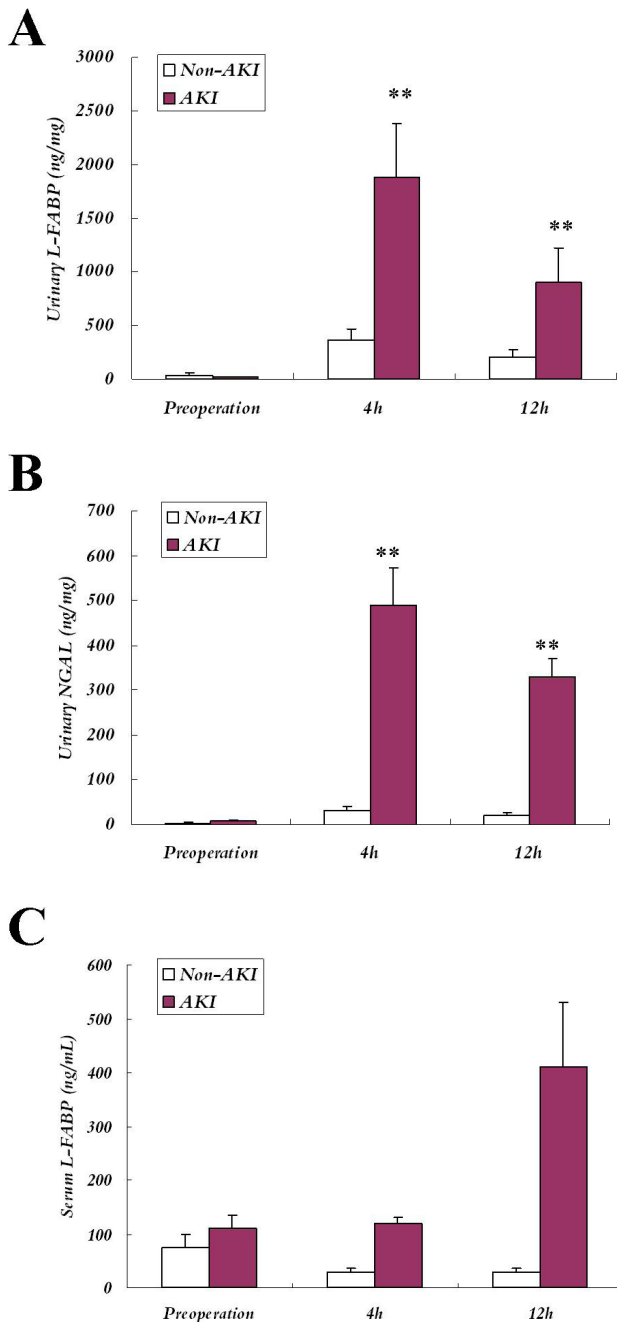 A
3000
2500
2000
1500
1000
500
0
Urinary L-FABP (ng/mg)
Non-AKI
AKI
**
**
Preoperation 4h 12h
B
700
600
500
400
300
200
100
0
Urinary NGAL (ng/mg)
Non-AKI
AKI
**
**
Preoperation 4h 12h
C
600
500
400
300
200
100
0
Serum L-FABP (ng/mL)
Non-AKI
AKI
Preoperation 4h 12h